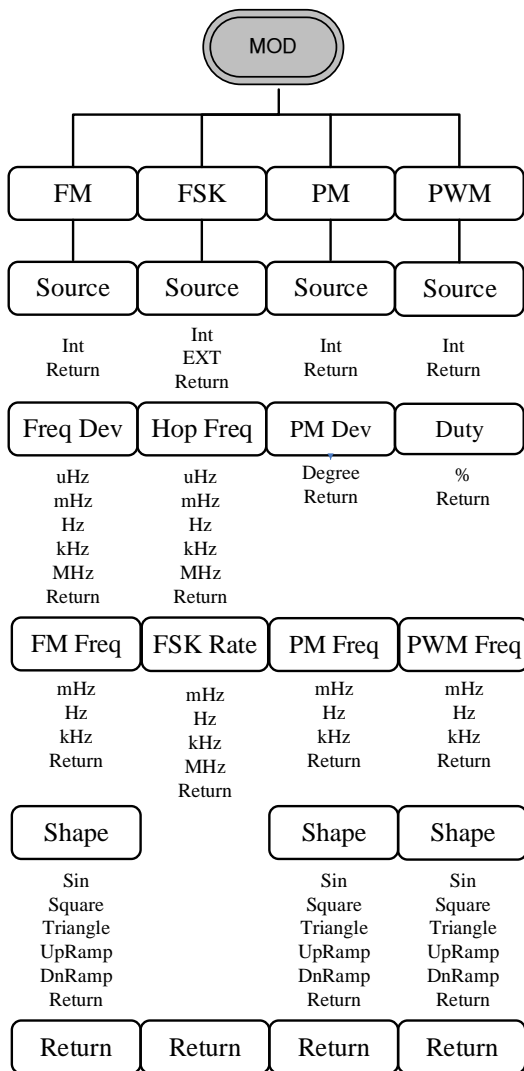 MOD
FM FSK PM PWM
Source Source Source Source
Int Int Int Int
Return EXT Return Return
Return
Freq Dev Hop Freq PM Dev Duty
uHz uHz Degree %
mHz mHz Return Return
Hz Hz
kHz kHz
MHz MHz
Return Return
FM Freq FSK Rate PM Freq PWM Freq
mHz mHz mHz mHz
Hz Hz Hz Hz
kHz kHz kHz kHz
Return MHz Return Return
Return
Shape Shape Shape
Sin Sin Sin
Square Square Square
Triangle Triangle Triangle
UpRamp UpRamp UpRamp
DnRamp DnRamp DnRamp
Return Return Return
Return Return Return Return